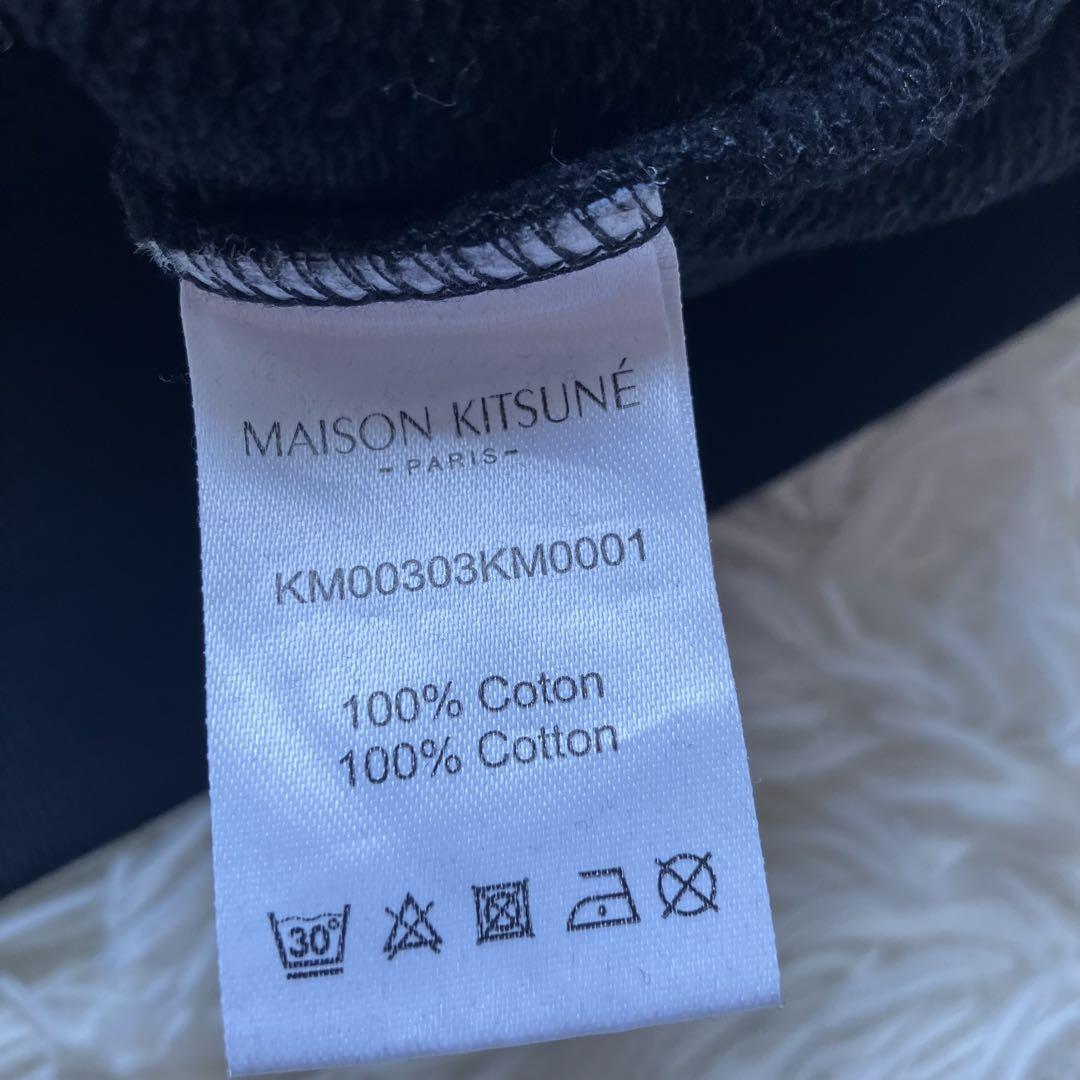 MAISON KITSUNÉ
- PARIS -
KM00303KM0001
100% Coton
100% Cotton
30°